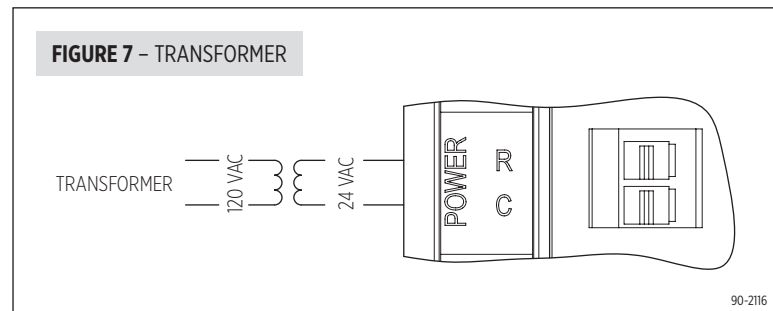 FIGURE 7 – TRANSFORMER
TRANSFORMER
120 VAC
24 VAC
POWER
R
C
90-2116